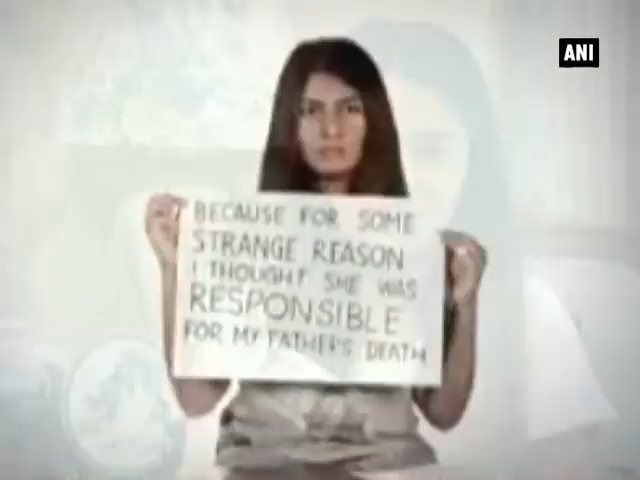 ANI
BECAUSE FOR SOME
STRANGE REASON
I THOUGHT SHE WAS
RESPONSIBLE
FOR MY FATHER'S DEATH